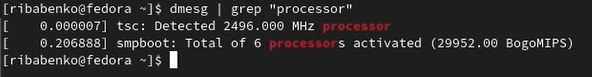 [ribabenko@fedora ~]$ dmesg | grep "processor"
[    0.000007] tsc: Detected 2496.000 MHz processor
[    0.206888] smpboot: Total of 6 processors activated (29952.00 BogoMIPS)
[ribabenko@fedora ~]$